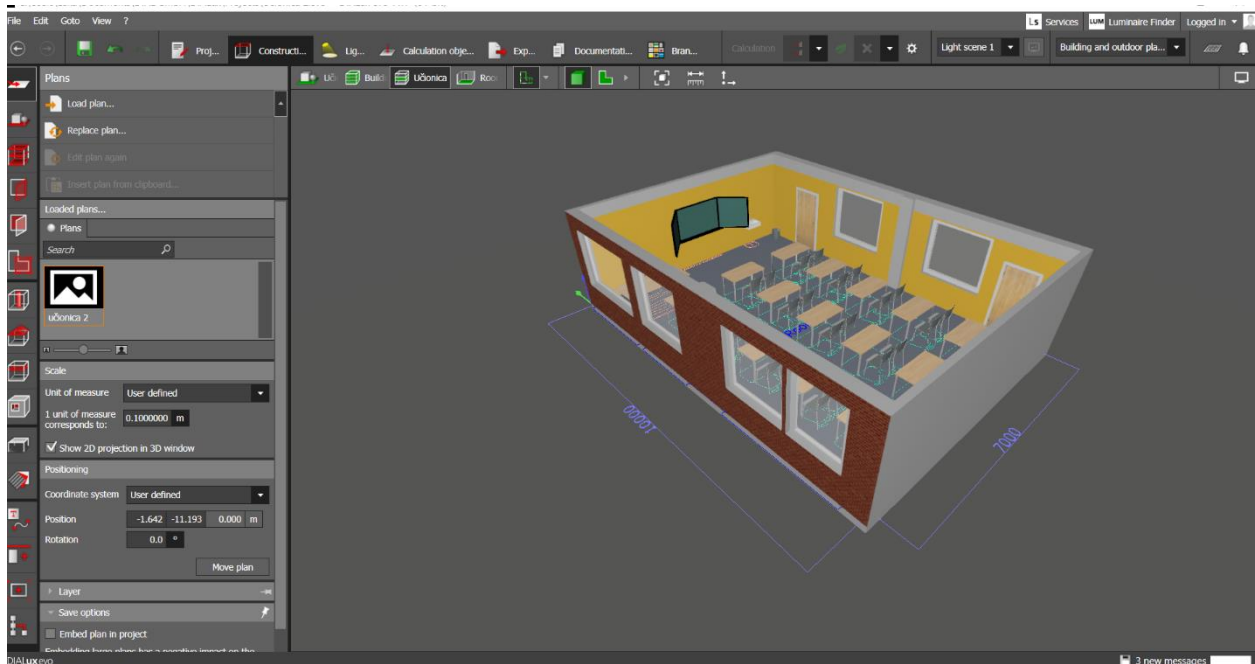 File Edit Goto View ?
Ls Services LUM Luminaire Finder Logged in
Proj... Constructi... Lig... Calculation obje... Exp... Documentati... Bran... Calculation Light scene 1 Building and outdoor pla...
Plans
Uči Build Učionica Roo
Load plan...
Replace plan...
Edit plan again
Insert plan from clipboard...
Loaded plans...
Plans
Search
učionica 2
Scale
Unit of measure User defined
1 unit of measure corresponds to: 0.1000000 m
Show 2D projection in 3D window
Positioning
Coordinate system User defined
Position -1.642 -11.193 0.000 m
Rotation 0.0 °
Move plan
Layer
Save options
Embed plan in project
10000
7000
DIALux evo
3 new messages